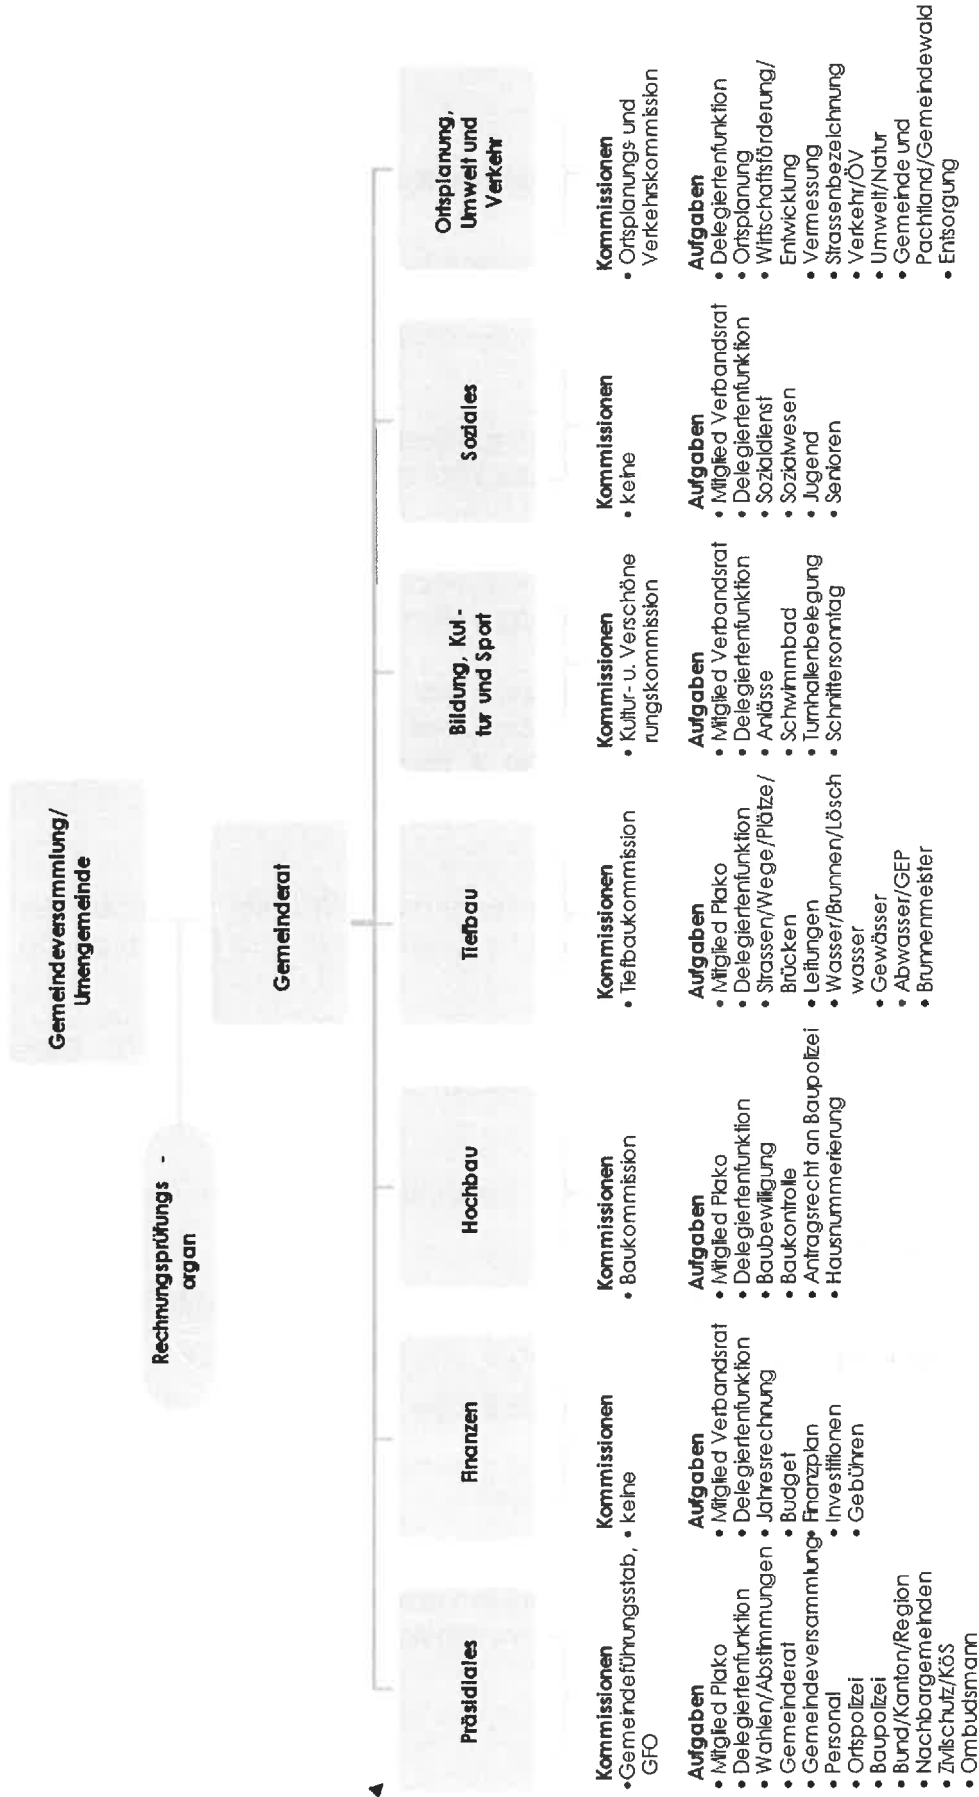 Gemeindeversammlung/
Urnengemeinde
Rechnungsprüfungs -
organ
Gemeinderat
Präsidiales
Kommissionen
• Gemeindeführungsstab,
GFO
Aufgaben
• Mitglied Plako
• Delegiertenfunktion
• Wahlen/Abstimmungen
• Gemeinderat
• Gemeindeversammlung
• Personal
• Ortspolizei
• Baupolizei
• Bund/Kanton/Region
• Nachbargemeinden
• Zivilschutz/KöS
• Ombudsmann
Finanzen
Kommissionen
• keine
Aufgaben
• Mitglied Verbandsrat
• Delegiertenfunktion
• Jahresrechnung
• Budget
• Finanzplan
• Investitionen
• Gebühren
Hochbau
Kommissionen
• Baukommission
Aufgaben
• Mitglied Plako
• Delegiertenfunktion
• Baubewilligung
• Baukontrolle
• Antragsrecht an Baupolizei
• Hausnummerierung
Tiefbau
Kommissionen
• Tiefbaukommission
Aufgaben
• Mitglied Plako
• Delegiertenfunktion
• Strassen/Wege/Plätze/
Brücken
• Leitungen
• Wasser/Brunnen/Lösch
wasser
• Gewässer
• Abwasser/GEP
• Brunnenmeister
Bildung, Kul -
tur und Sport
Kommissionen
• Kultur- u. Verschöne
rungskommission
Aufgaben
• Mitglied Verbandsrat
• Delegiertenfunktion
• Anlässe
• Schwimmbad
• Turnhallenbelegung
• Schnittersonntag
Soziales
Kommissionen
• keine
Aufgaben
• Mitglied Verbandsrat
• Delegiertenfunktion
• Sozialdienst
• Sozialwesen
• Jugend
• Senioren
Ortsplanung,
Umwelt und
Verkehr
Kommissionen
• Ortsplanungs- und
Verkehrskommission
Aufgaben
• Delegiertenfunktion
• Ortsplanung
• Wirtschaftsförderung/
Entwicklung
• Vermessung
• Strassenbezeichnung
• Verkehr/ÖV
• Umwelt/Natur
• Gemeinde und
Pachtland/Gemeindewald
• Entsorgung